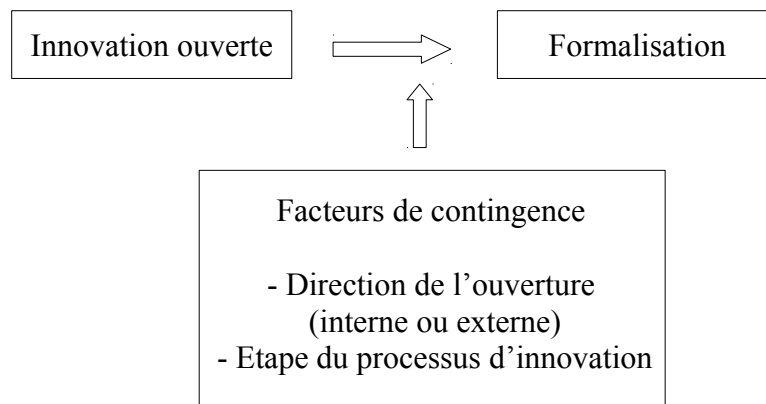 Innovation ouverte
Formalisation
Facteurs de contingence
- Direction de l’ouverture
(interne ou externe)
- Etape du processus d’innovation